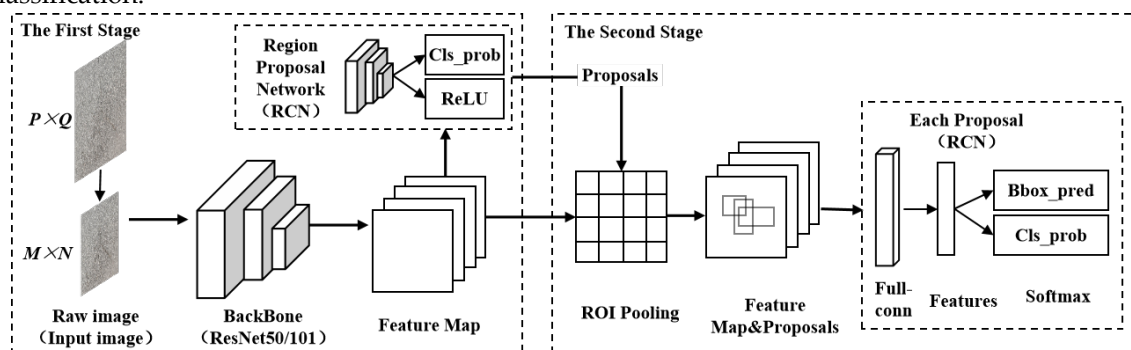 assification.
The First Stage
P×Q
M×N
Raw image
（Input image）
BackBone
（ResNet50/101）
Region
Proposal
Network
（RCN）
Cls_prob
ReLU
Feature Map
The Second Stage
Proposals
ROI Pooling
Feature
Map&Proposals
Each Proposal
（RCN）
Full-
conn
Features
Bbox_pred
Cls_prob
Softmax